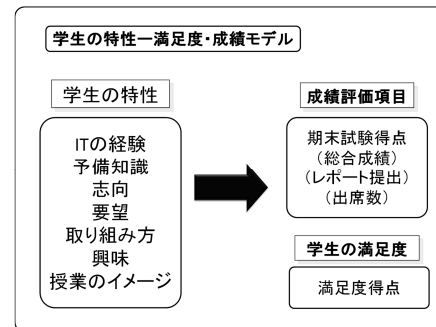 学生の特性ー満足度・成績モデル
学生の特性
ITの経験
予備知識
志向
要望
取り組み方
興味
授業のイメージ
成績評価項目
期末試験得点
(総合成績)
(レポート提出)
(出席数)
学生の満足度
満足度得点